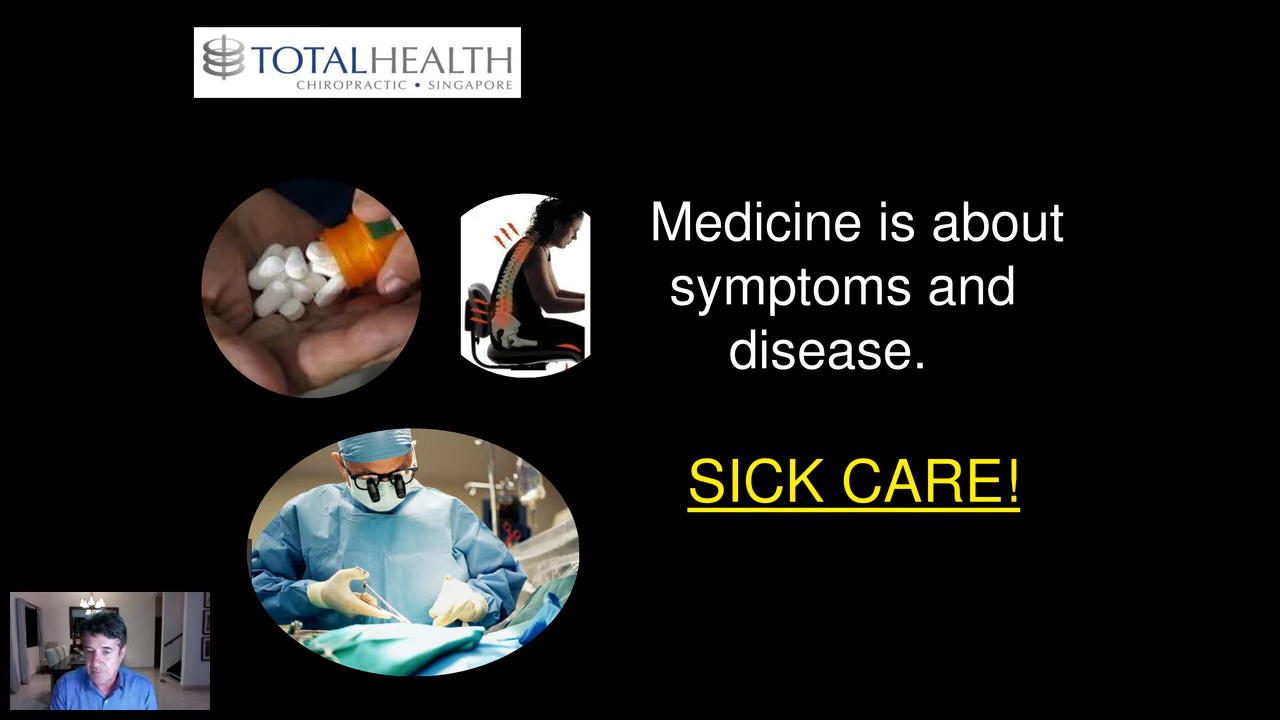 TOTALHEALTH
CHIROPRACTIC • SINGAPORE
Medicine is about
symptoms and
disease.
SICK CARE!